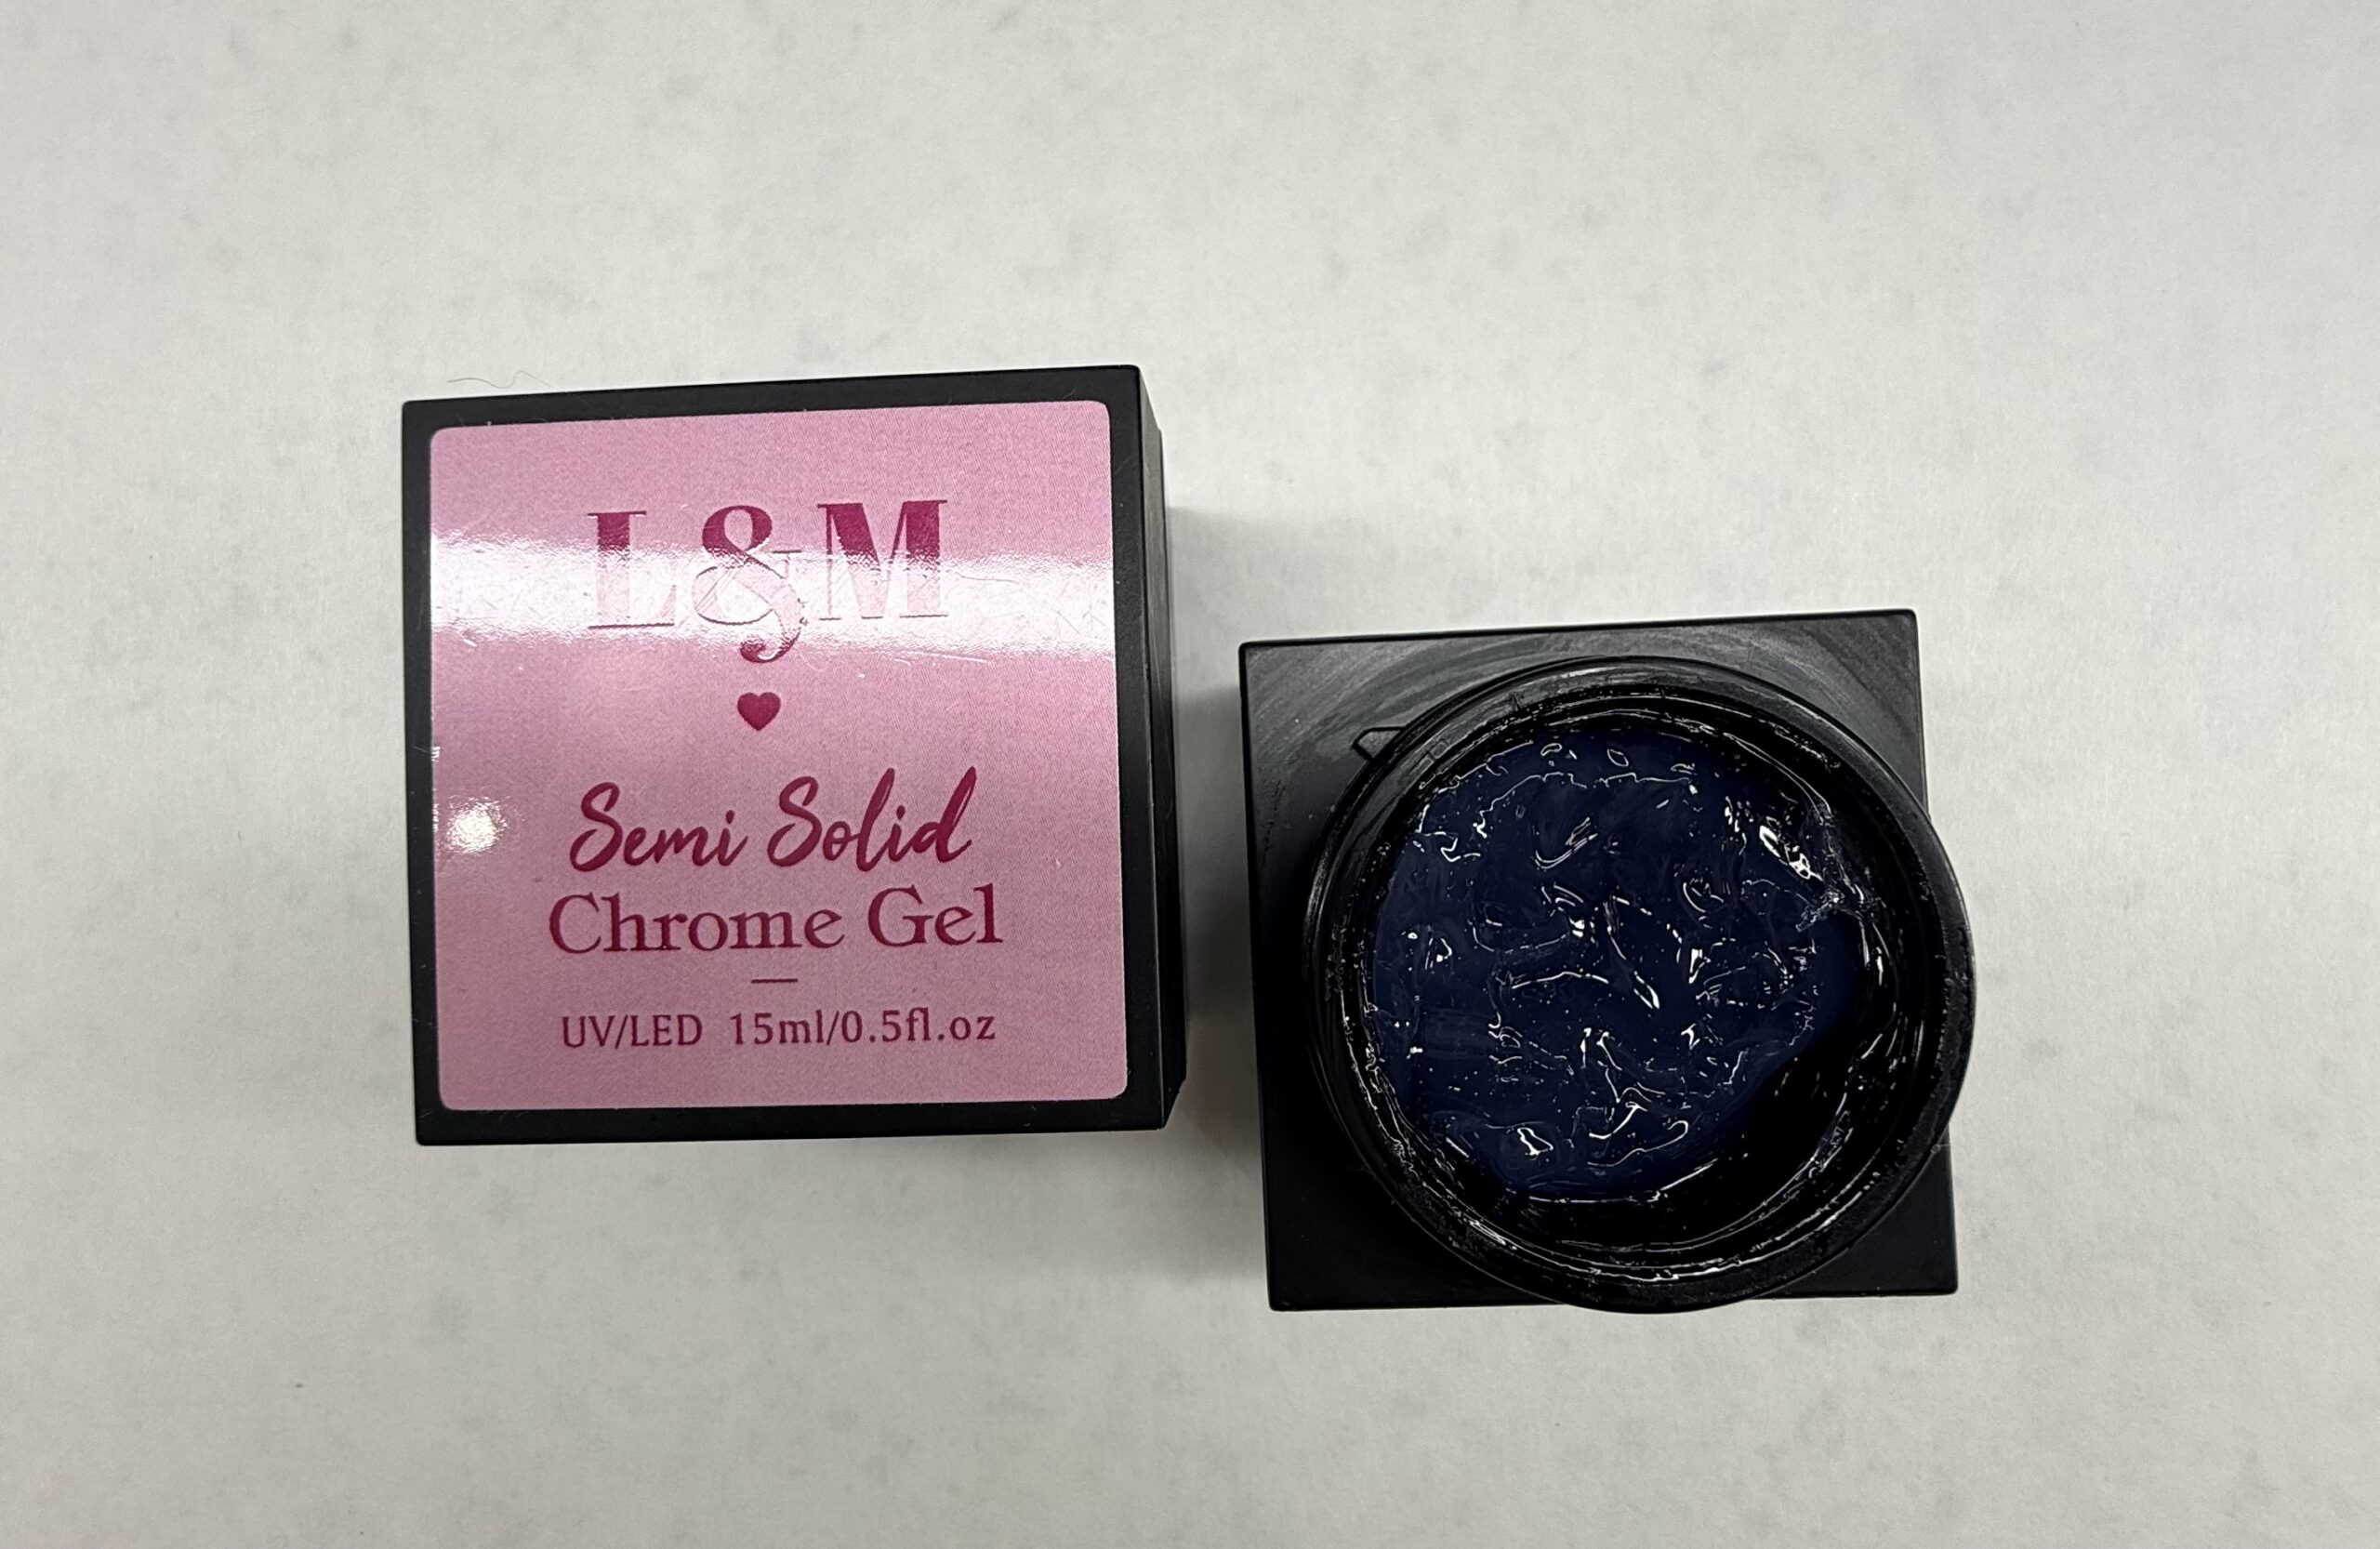 L&M
Semi Solid
Chrome Gel
UV/LED 15ml/0.5fl.oz